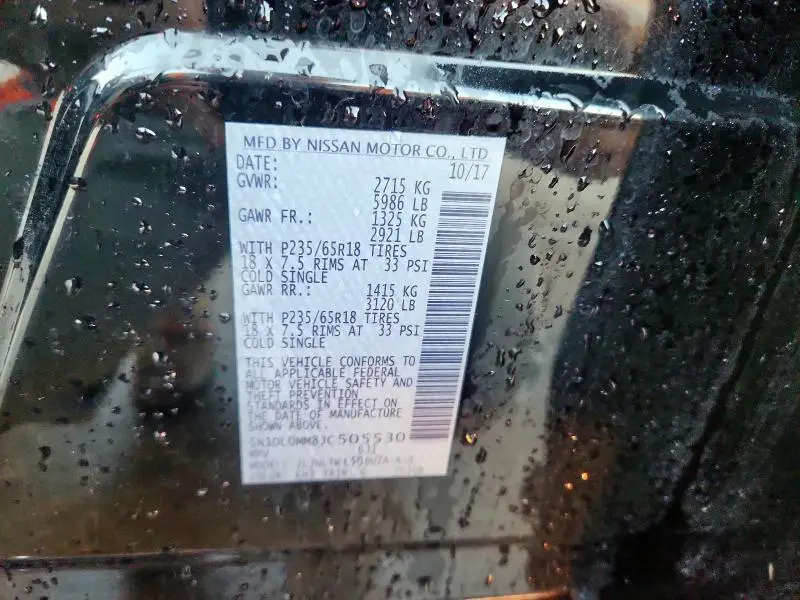 MFD BY NISSAN MOTOR CO., LTD
DATE: 10/17
GVWR: 2715 KG
5986 LB
GAWR FR.: 1325 KG
2921 LB
WITH P235/65R18 TIRES
18 X 7.5 RIMS AT 33 PSI
COLD SINGLE
GAWR RR.: 1415 KG
3120 LB
WITH P235/65R18 TIRES
18 X 7.5 RIMS AT 33 PSI
COLD SINGLE
THIS VEHICLE CONFORMS TO
ALL APPLICABLE FEDERAL
MOTOR VEHICLE SAFETY AND
THEFT PREVENTION
STANDARDS IN EFFECT ON
THE DATE OF MANUFACTURE
SHOWN ABOVE.
5N1DL0MM8JC505530
MPV
MODEL: